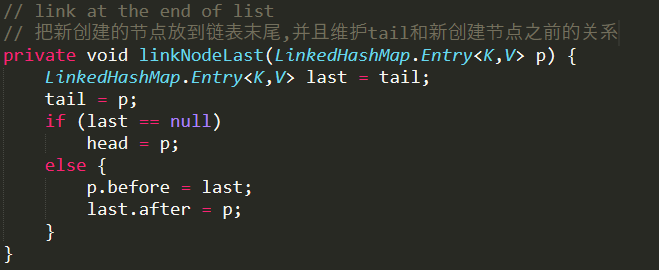 // link at the end of list
// 把新创建的节点放到链表末尾,并且维护tail和新创建节点之前的关系
private void linkNodeLast(LinkedHashMap.Entry<K,V> p) {
    LinkedHashMap.Entry<K,V> last = tail;
    tail = p;
    if (last == null)
        head = p;
    else {
        p.before = last;
        last.after = p;
    }
}